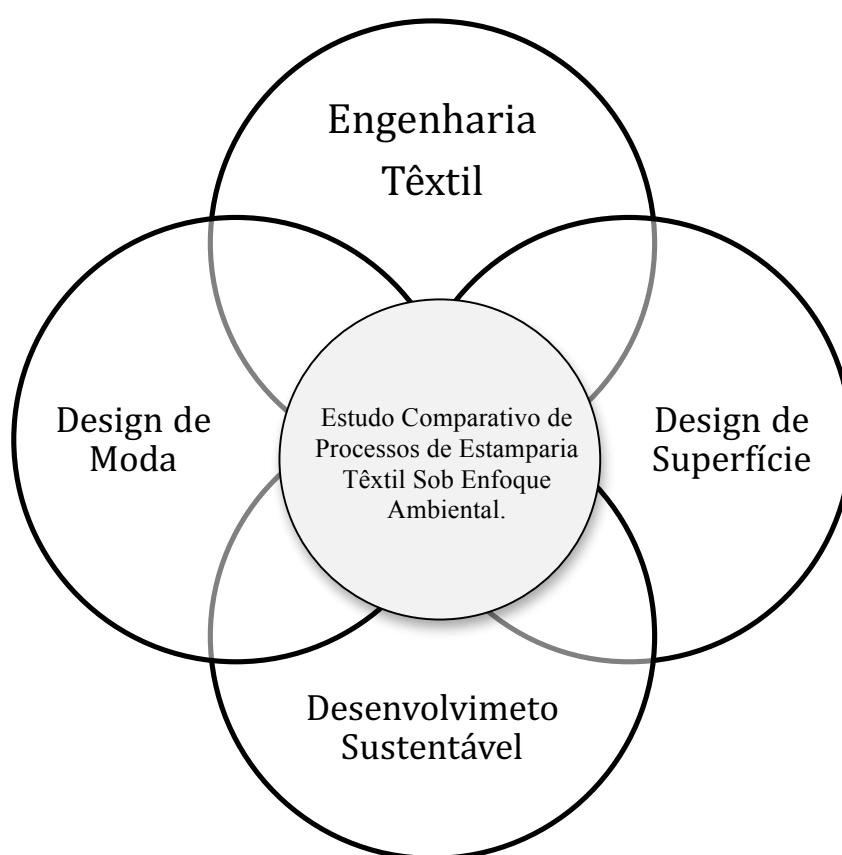 Engenharia
Têxtil
Design de
Moda
Estudo Comparativo de
Processos de Estamparia
Têxtil Sob Enfoque
Ambiental.
Design de
Superfície
Desenvolvimeto
Sustentável